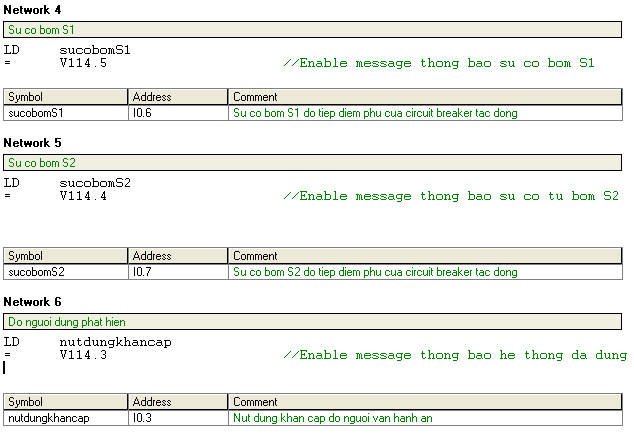 Network 4
Su co bom S1
LD sucobomS1
= V114.5 //Enable message thong bao su co bom S1
Symbol Address Comment
sucobomS1 I0.6 Su co bom S1 do tiep diem phu cua circuit breaker tac dong
Network 5
Su co bom S2
LD sucobomS2
= V114.4 //Enable message thong bao su co tu bom S2
Symbol Address Comment
sucobomS2 I0.7 Su co bom S2 do tiep diem phu cua circuit breaker tac dong
Network 6
Do nguoi dung phat hien
LD nutdungkhancap
= V114.3 //Enable message thong bao he thong da dung
Symbol Address Comment
nutdungkhancap I0.3 Nut dung khan cap do nguoi van hanh an